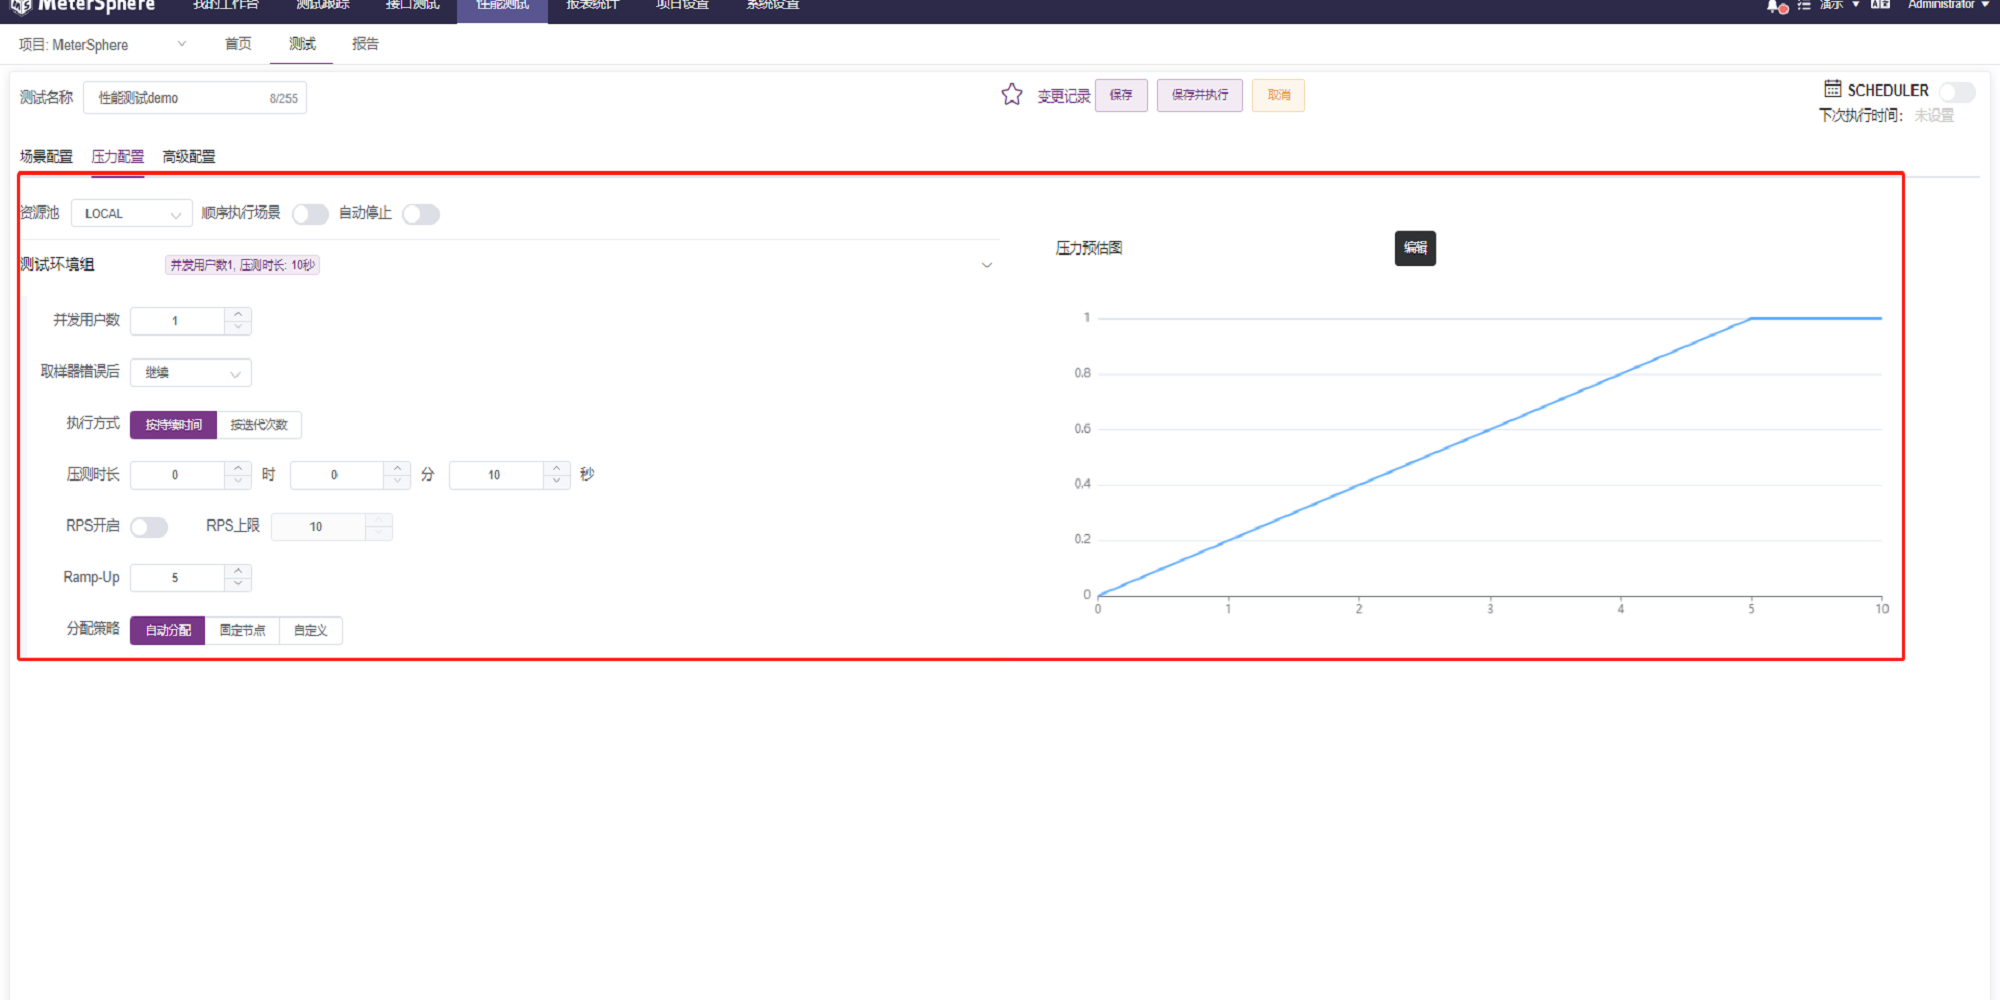 MeterSphere 我的工作台 测试跟踪 接口测试 性能测试 报表统计 项目设置 系统设置 演示 Administrator
项目: MeterSphere 首页 测试 报告
测试名称 性能测试demo 8/255 变更记录 保存 保存并执行 取消 SCHEDULER
下次执行时间: 未设置
场景配置 压力配置 高级配置
资源池 LOCAL 顺序执行场景 自动停止
压力预估图 编辑
测试环境组 并发用户数1, 压测时长: 10秒
并发用户数 1
取样器错误后 继续
执行方式 按持续时间 按迭代次数
压测时长 0 时 0 分 10 秒
RPS开启 RPS上限 10
Ramp-Up 5
分配策略 自动分配 固定节点 自定义
1
0.8
0.6
0.4
0.2
0
0 1 2 3 4 5 10